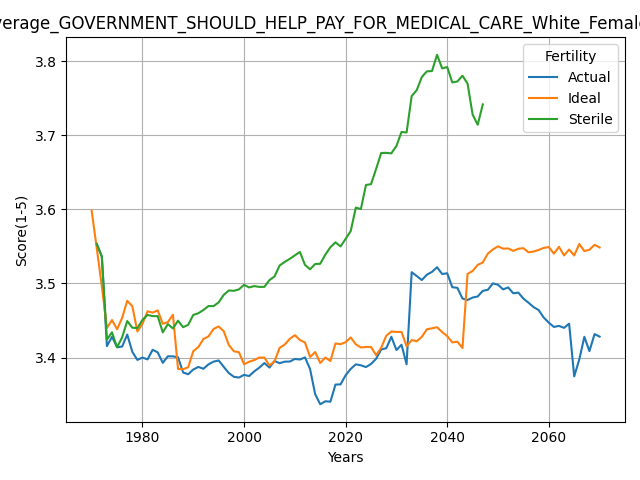 verage_GOVERNMENT_SHOULD_HELP_PAY_FOR_MEDICAL_CARE_White_Female
Fertility
Actual
Ideal
Sterile
Score(1-5)
3.8
3.7
3.6
3.5
3.4
1980
2000
2020
2040
2060
Years